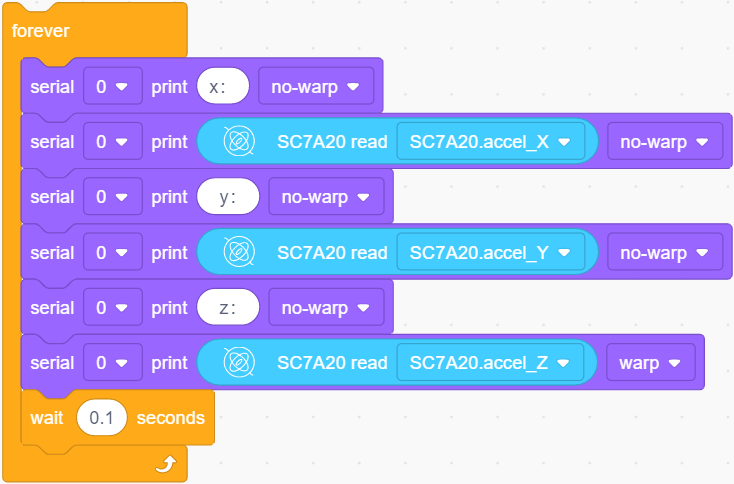 forever
serial 0 print x: no-warp
serial 0 print SC7A20 read SC7A20.accel_X no-warp
serial 0 print y: no-warp
serial 0 print SC7A20 read SC7A20.accel_Y no-warp
serial 0 print z: no-warp
serial 0 print SC7A20 read SC7A20.accel_Z warp
wait 0.1 seconds